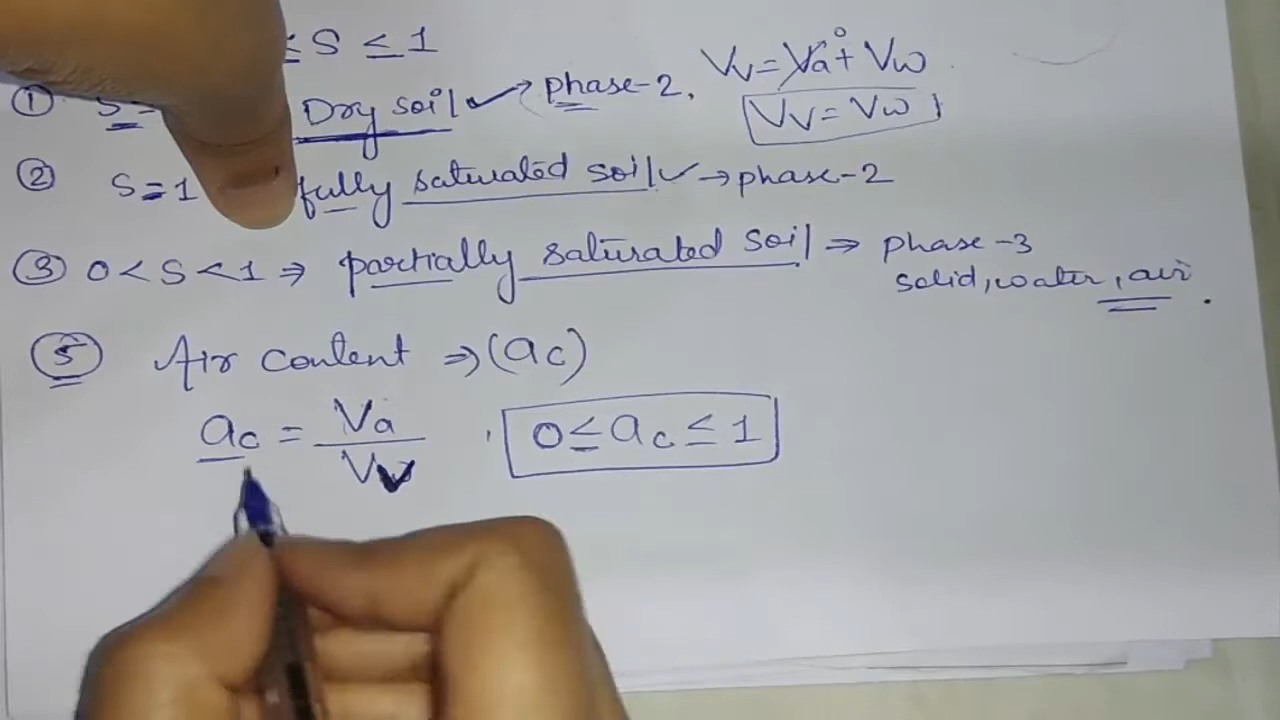 ≤ S ≤ 1
Vv = Va + Vw
① S= Dry soil → phase-2.
Vv = Vw
② S=1 fully saturated soil → phase-2
③ 0 < S < 1 ⇒ partially saturated soil ⇒ phase-3
solid, water, air.
⑤ Air content ⇒ (ac)
ac = Va / Vv
0 ≤ ac ≤ 1